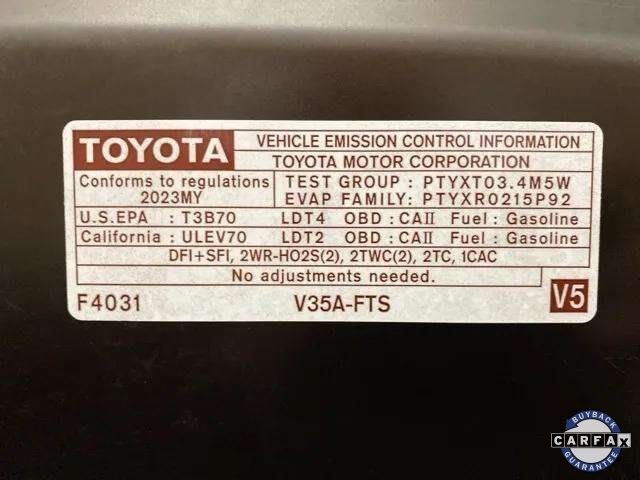 TOYOTA
VEHICLE EMISSION CONTROL INFORMATION
TOYOTA MOTOR CORPORATION
Conforms to regulations
2023MY
TEST GROUP : PTYXT03.4M5W
EVAP FAMILY: PTYXR0215P92
U.S.EPA : T3B70 LDT4 OBD : CAII Fuel : Gasoline
California : ULEV70 LDT2 OBD : CAII Fuel : Gasoline
DFI+SFI, 2WR-HO2S(2), 2TWC(2), 2TC, 1CAC
No adjustments needed.
F4031 V35A-FTS V5
BUYBACK
CARFAX
GUARANTEE